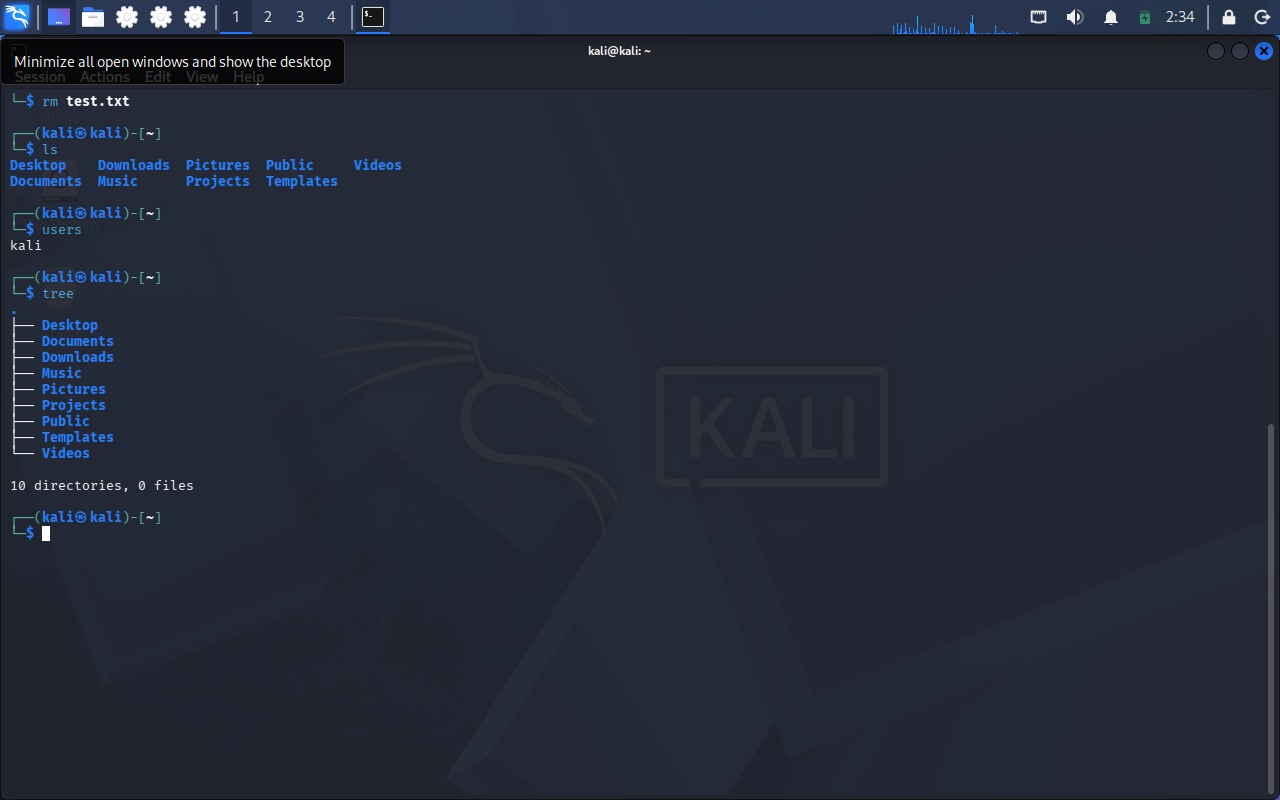 1 2 3 4 2:34
kali@kali: ~
Minimize all open windows and show the desktop
Session Actions Edit View Help
└─$ rm test.txt
Home
┌──(kali㉿kali)-[~]
└─$ ls
Desktop Downloads Pictures Public Videos
Documents Music Projects Templates
┌──(kali㉿kali)-[~]
└─$ users
kali
┌──(kali㉿kali)-[~]
└─$ tree
.
├── Desktop
├── Documents
├── Downloads
├── Music
├── Pictures
├── Projects
├── Public
├── Templates
└── Videos
10 directories, 0 files
┌──(kali㉿kali)-[~]
└─$
KALI